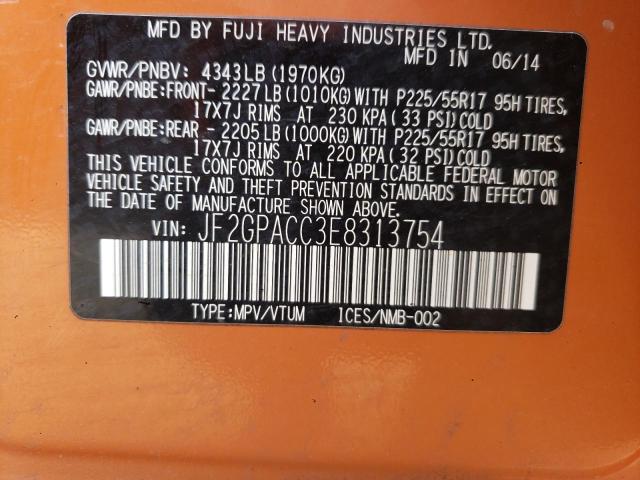 MFD BY FUJI HEAVY INDUSTRIES LTD.
MFD IN 06/14
GVWR/PNBV: 4343LB(1970KG)
GAWR/PNBE:FRONT- 2227LB(1010KG)WITH P225/55R17 95H TIRES,
17X7J RIMS AT 230 KPA(33 PSI)COLD
GAWR/PNBE:REAR - 2205LB(1000KG)WITH P225/55R17 95H TIRES,
17X7J RIMS AT 220 KPA(32 PSI)COLD
THIS VEHICLE CONFORMS TO ALL APPLICABLE FEDERAL MOTOR
VEHICLE SAFETY AND THEFT PREVENTION STANDARDS IN EFFECT ON
THE DATE OF MANUFACTURE SHOWN ABOVE.
VIN: JF2GPACC3E8313754
TYPE:MPV/VTUM ICES/NMB-002